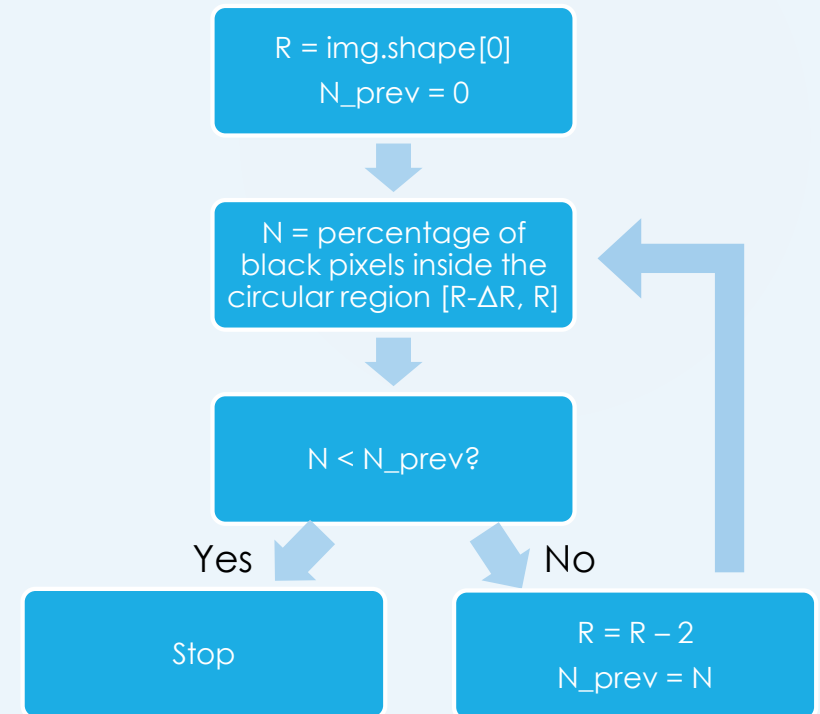 R = img.shape[0]
N_prev = 0
N = percentage of
black pixels inside the
circular region [R-ΔR, R]
N < N_prev?
Yes
No
Stop
R = R – 2
N_prev = N